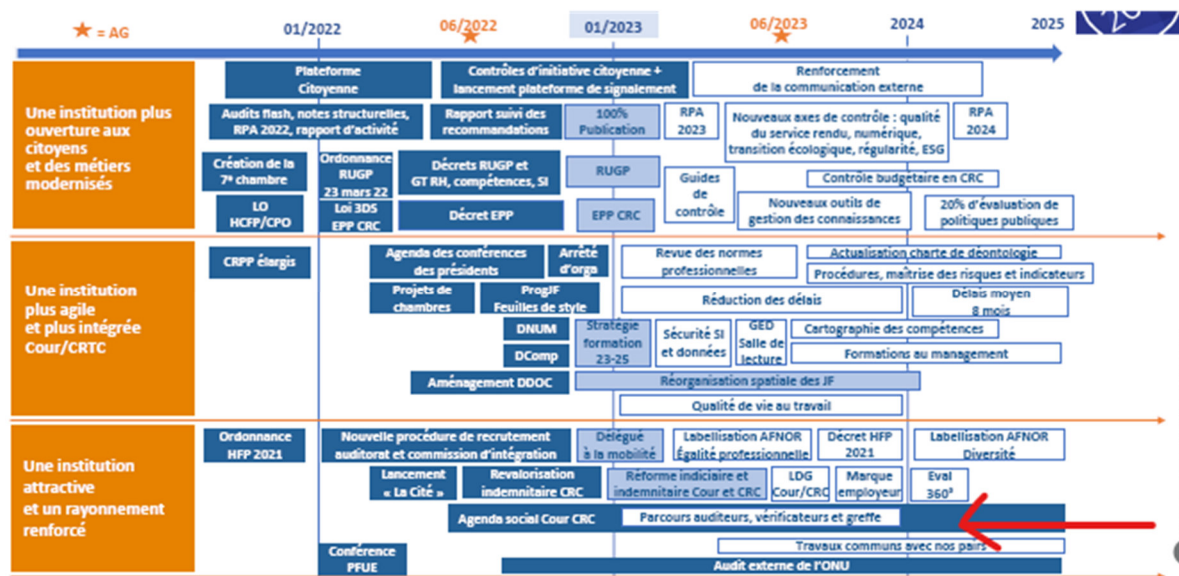 ★ = AG
01/2022
06/2022
01/2023
06/2023
2024
2025
Une institution plus
ouverture aux
citoyens
et des métiers
modernisés
Plateforme
Citoyenne
Contrôles d'initiative citoyenne +
lancement plateforme de signalement
Renforcement
de la communication externe
Audits flash, notes structurelles,
RPA 2022, rapport d'activité
Rapport suivi des
recommandations
100%
Publication
RPA
2023
Nouveaux axes de contrôle : qualité
du service rendu, numérique,
transition écologique, régularité, ESG
RPA
2024
Création de la
7ᵉ chambre
Ordonnance
RUGP
23 mars 22
Décrets RUGP et
GT RH, compétences, SI
RUGP
Guides
de
contrôle
Contrôle budgétaire en CRC
LO
HCFP/CPO
Loi 3DS
EPP CRC
Décret EPP
EPP CRC
Nouveaux outils de
gestion des connaissances
20% d'évaluation de
politiques publiques
Une institution
plus agile
et plus intégrée
Cour/CRTC
CRPP élargis
Agenda des conférences
des présidents
Arrêté
d'orga
Revue des normes
professionnelles
Actualisation charte de déontologie
Procédures, maîtrise des risques et indicateurs
Projets de
chambres
ProgJF
Feuilles de style
Réduction des délais
Délais moyen
8 mois
DNUM
DComp
Stratégie
formation
23-25
Sécurité SI
et données
GED
Salle de
lecture
Cartographie des compétences
Formations au management
Aménagement DDOC
Réorganisation spatiale des JF
Qualité de vie au travail
Une institution
attractive
et un rayonnement
renforcé
Ordonnance
HFP 2021
Nouvelle procédure de recrutement
auditorat et commission d'intégration
Délégué
à la mobilité
Labellisation AFNOR
Égalité professionnelle
Décret HFP
2021
Labellisation AFNOR
Diversité
Lancement
« La Cité »
Revalorisation
indemnitaire CRC
Réforme indiciaire et
indemnitaire Cour et CRC
LDG
Cour/CRC
Marque
employeur
Eval
360°
Agenda social Cour CRC
Parcours auditeurs, vérificateurs et greffe
Travaux communs avec nos pairs
Conférence
PFUE
Audit externe de l'ONU